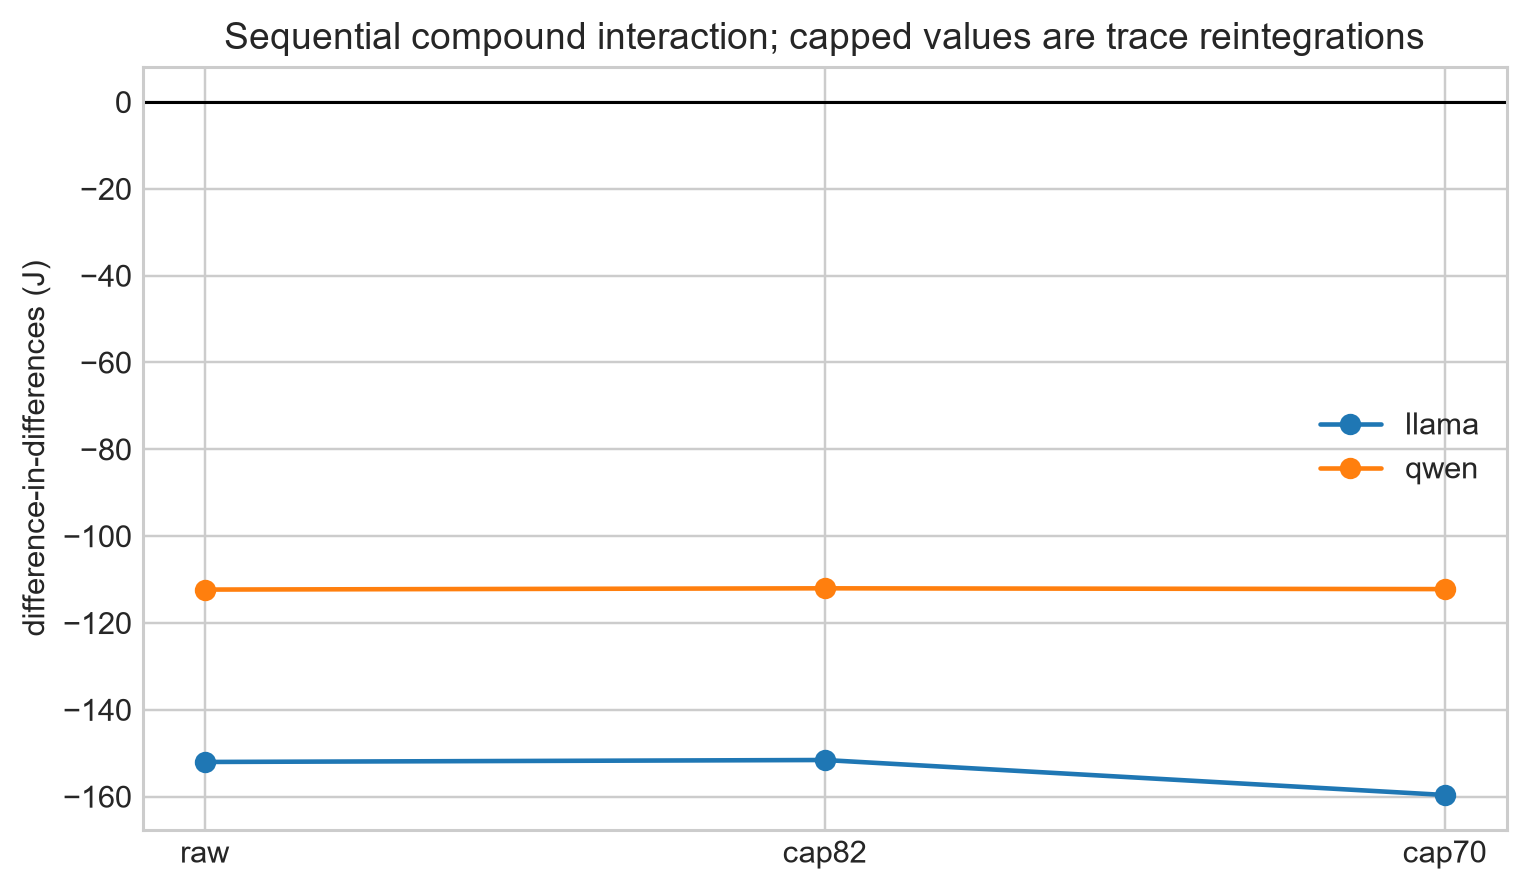 Sequential compound interaction; capped values are trace reintegrations
difference-in-differences (J)
0
−20
−40
−60
−80
−100
−120
−140
−160
llama
qwen
raw
cap82
cap70